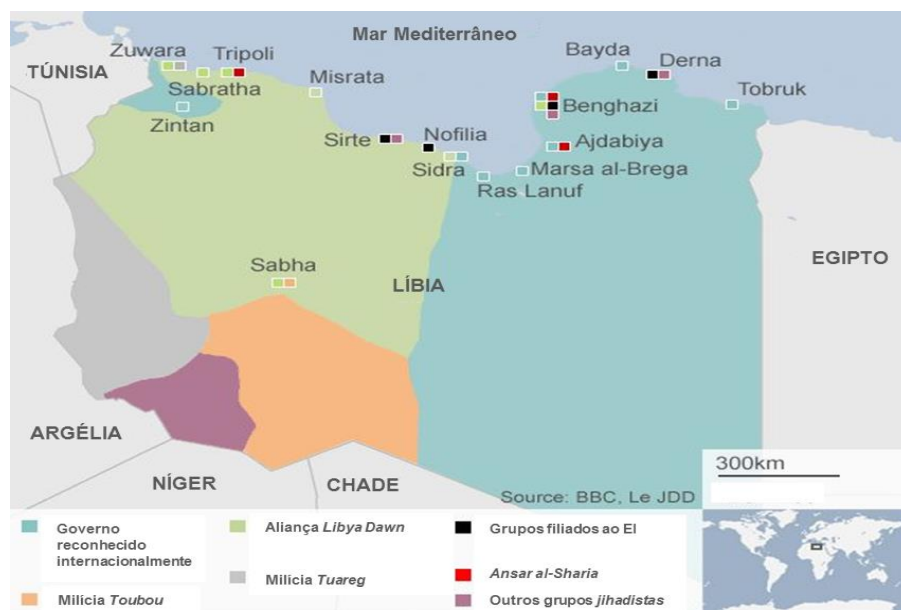 Mar Mediterrâneo
Zuwara
Tripoli
Bayda
Derna
TÚNISIA
Sabratha
Misrata
Tobruk
Zintan
Benghazi
Sirte
Nofilia
Ajdabiya
Sidra
Marsa al-Brega
Ras Lanuf
EGIPTO
Sabha
LÍBIA
ARGÉLIA
NÍGER
CHADE
300km
Source: BBC, Le JDD
Governo
reconhecido
internacionalmente
Milicia Toubou
Aliança Libya Dawn
Milicia Tuareg
Grupos filiados ao EI
Ansar al-Sharia
Outros grupos jihadistas